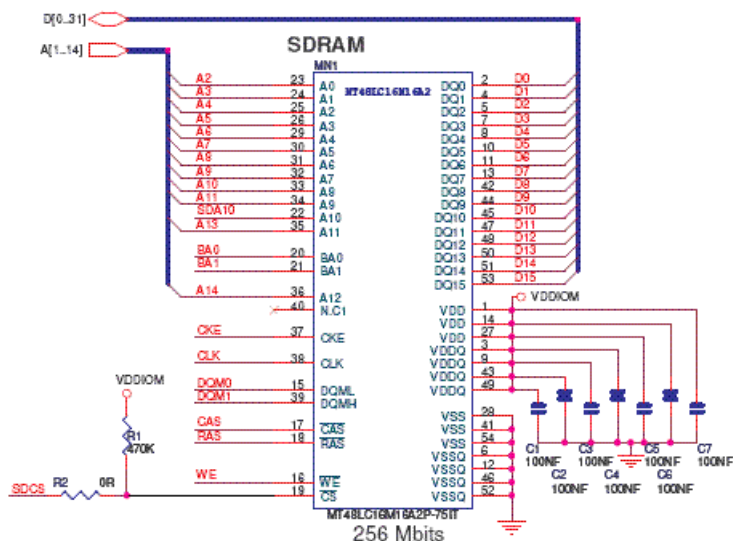 D[0..31]
A[1..14]
SDRAM
MN1
MT48LC16M16A2
A2 23 A0 DQ0 2 D0
A3 24 A1 DQ1 4 D1
A4 25 A2 DQ2 5 D2
A5 26 A3 DQ3 7 D3
A6 29 A4 DQ4 8 D4
A7 30 A5 DQ5 10 D5
A8 31 A6 DQ6 11 D6
A9 32 A7 DQ7 13 D7
A10 33 A8 DQ8 42 D8
A11 34 A9 DQ9 44 D9
SDA10 22 A10 DQ10 45 D10
A13 35 A11 DQ11 47 D11
DQ12 48 D12
BA0 20 BA0 DQ13 50 D13
BA1 21 BA1 DQ14 51 D14
DQ15 53 D15
A14 36 A12
VDDIOM
40 N.C1 VDD 1
VDD 14
CKE 37 CKE VDD 27
VDDQ 3
CLK 38 CLK VDDQ 9
VDDQ 43
VDDIOM
DQM0 15 DQML VDDQ 49
DQM1 39 DQMH
VSS 28
CAS 17 CAS VSS 41
RAS 18 RAS VSS 54
VSSQ 6
VSSQ 12
WE 16 WE VSSQ 46
19 CS VSSQ 52
R1
470K
SDCS R2 0R
C1 C3 C5 C7
100NF 100NF 100NF 100NF
C2 C4 C6
100NF 100NF 100NF
MT48LC16M16A2P-75IT
256 Mbits